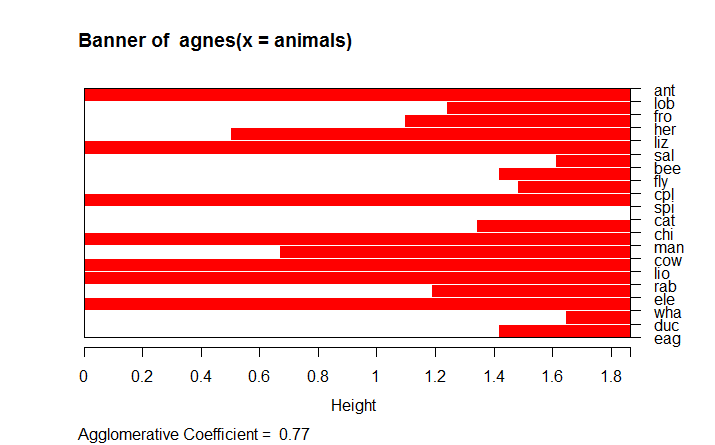 Banner of  agnes(x = animals)
ant
lob
fro
her
liz
sal
bee
fly
cpl
spi
cat
chi
man
cow
lio
rab
ele
wha
duc
eag
0 0.2 0.4 0.6 0.8 1 1.2 1.4 1.6 1.8
Height
Agglomerative Coefficient =  0.77